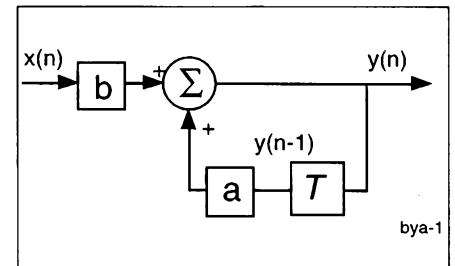 x(n)
b
+
Σ
y(n)
+
y(n-1)
a
T
bya-1